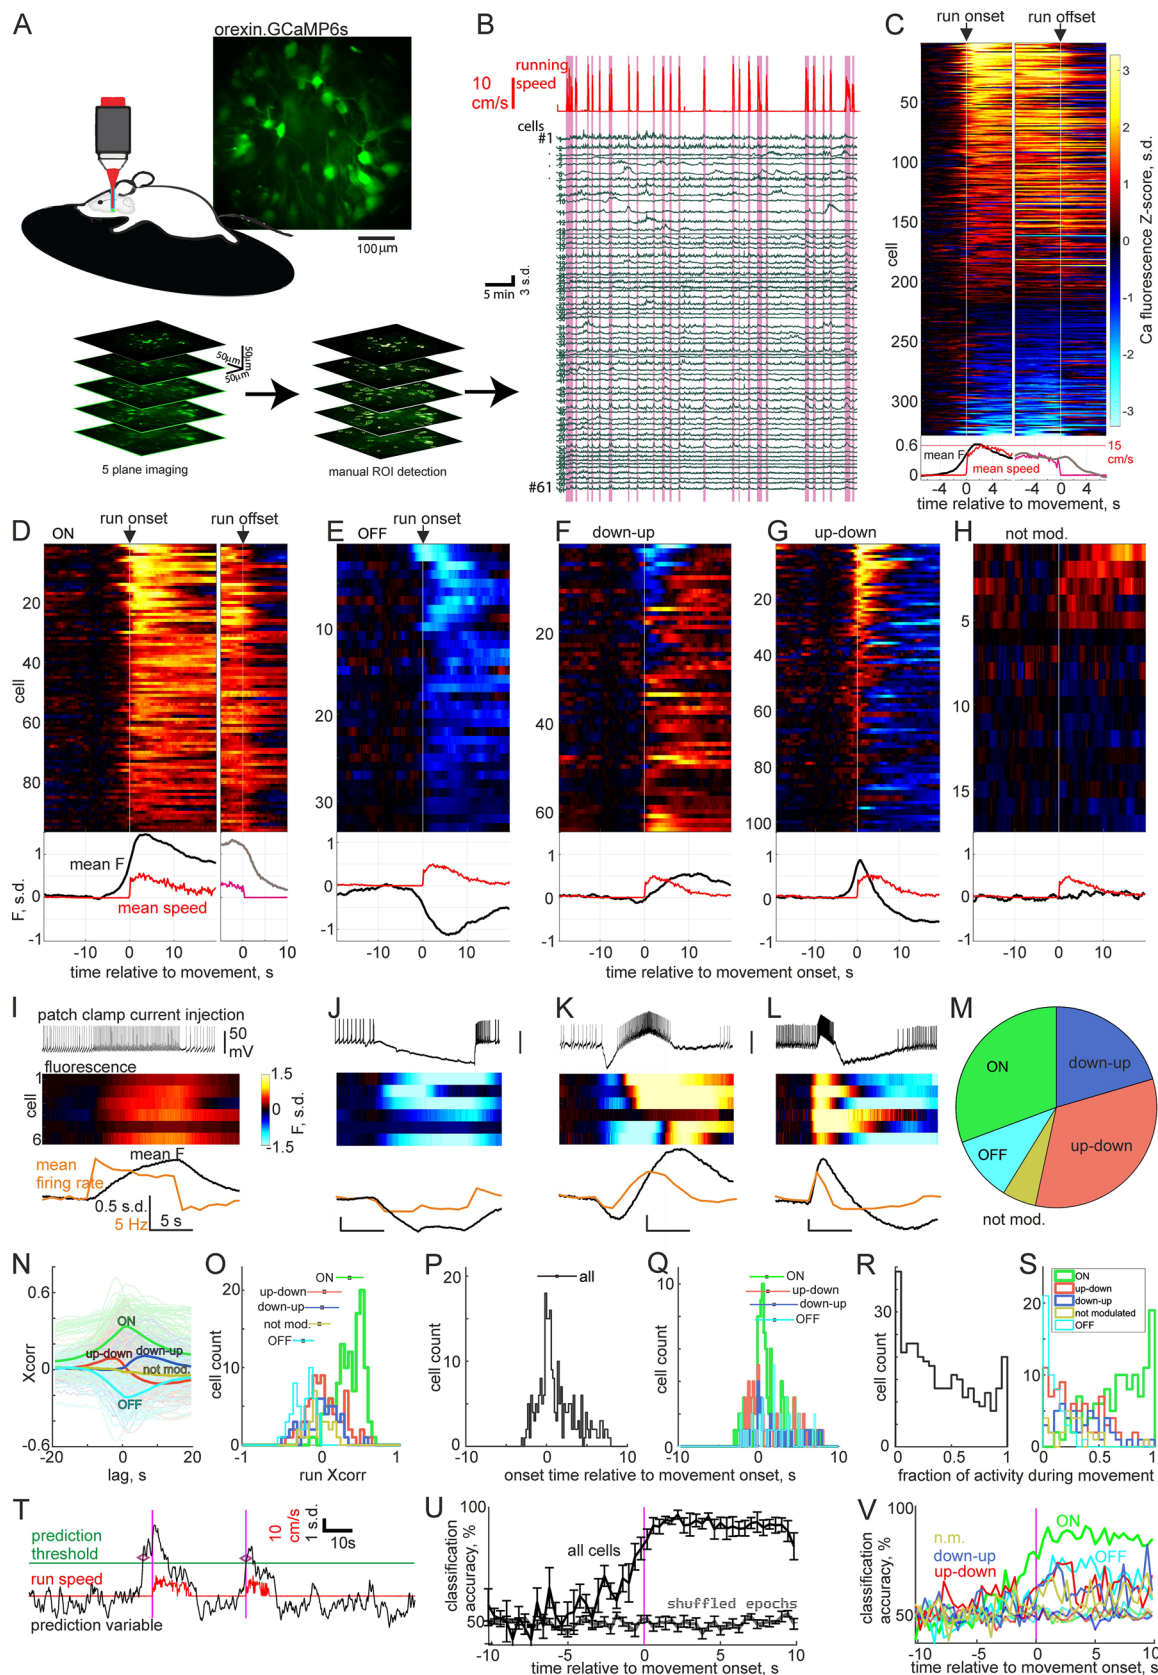 A
orexin.GCaMP6s
100 µm
50µm
50µm
50µm
5 plane imaging
manual ROI detection
B
running
speed
10
cm/s
cells
#1
#61
5 min
3 s.d.
C
run onset
run offset
50
100
150
200
250
300
cell
3
2
1
0
-1
-2
-3
Ca fluorescence Z-score, s.d.
0.6
0
mean F
mean speed
15
cm/s
-4 0 4 -4 0 4
time relative to movement, s
D
ON
run onset
run offset
20
40
60
80
cell
1
0
-1
F, s.d.
mean F
mean speed
-10 0 10 0 10
time relative to movement, s
E
OFF
run onset
10
20
30
1
0
-1
-10 0 10
F
down-up
20
40
60
1
0
-1
-10 0 10
time relative to movement onset, s
G
up-down
20
40
60
80
100
1
0
-1
-10 0 10
H
not mod.
5
10
15
1
0
-1
-10 0 10
I
patch clamp current injection
50
mV
fluorescence
1
6
cell
1.5
0
-1.5
F, s.d.
mean F
mean
firing rate
0.5 s.d.
5 Hz
5 s
J
K
L
M
ON
down-up
up-down
OFF
not mod.
N
0.6
0
-0.6
Xcorr
ON
up-down
down-up
not mod.
OFF
-20 0 20
lag, s
O
20
10
0
cell count
ON
up-down
down-up
not mod.
OFF
-1 0 1
run Xcorr
P
20
10
0
cell count
all
-10 0 10
onset time relative to movement onset, s
Q
10
5
0
cell count
ON
up-down
down-up
OFF
-10 0 10
R
30
15
0
cell count
0 0.5 1
fraction of activity during movement
S
ON
up-down
down-up
not modulated
OFF
20
10
0
0 0.5 1
T
prediction
threshold
run speed
prediction variable
10
cm/s
1 s.d.
10s
U
100
50
classification
accuracy, %
all cells
shuffled epochs
-10 -5 0 5 10
time relative to movement onset, s
V
100
50
classification
accuracy, %
n.m.
down-up
up-down
ON
OFF
-10 -5 0 5 10
time relative to movement onset, s